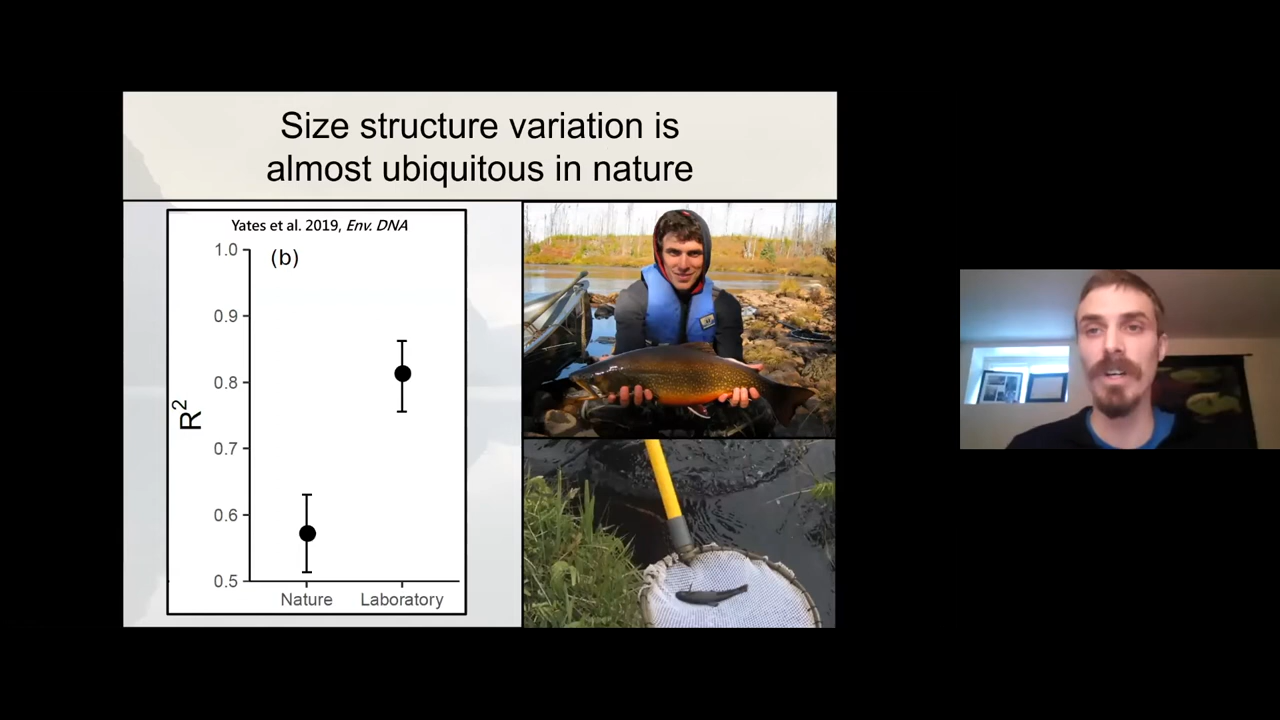 Size structure variation is
almost ubiquitous in nature
Yates et al. 2019, Env. DNA
(b)
1.0
0.9
0.8
0.7
0.6
0.5
R²
Nature Laboratory